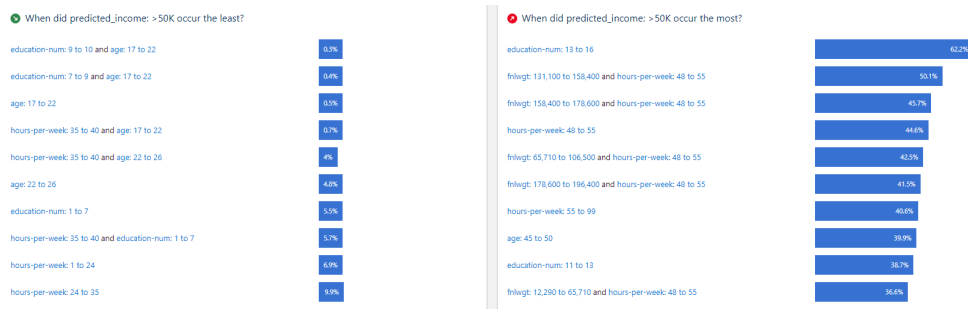 When did predicted_income: >50K occur the least?
education-num: 9 to 10 and age: 17 to 22 0.3%
education-num: 7 to 9 and age: 17 to 22 0.4%
age: 17 to 22 0.5%
hours-per-week: 35 to 40 and age: 17 to 22 0.7%
hours-per-week: 35 to 40 and age: 22 to 26 4%
age: 22 to 26 4.8%
education-num: 1 to 7 5.5%
hours-per-week: 35 to 40 and education-num: 1 to 7 5.7%
hours-per-week: 1 to 24 6.9%
hours-per-week: 24 to 35 9.9%
When did predicted_income: >50K occur the most?
education-num: 13 to 16 62.2%
fnlwgt: 131,100 to 158,400 and hours-per-week: 48 to 55 50.1%
fnlwgt: 158,400 to 178,600 and hours-per-week: 48 to 55 45.7%
hours-per-week: 48 to 55 44.6%
fnlwgt: 65,710 to 106,500 and hours-per-week: 48 to 55 42.5%
fnlwgt: 178,600 to 196,400 and hours-per-week: 48 to 55 41.5%
hours-per-week: 55 to 99 40.6%
age: 45 to 50 39.9%
education-num: 11 to 13 38.7%
fnlwgt: 12,290 to 65,710 and hours-per-week: 48 to 55 36.6%